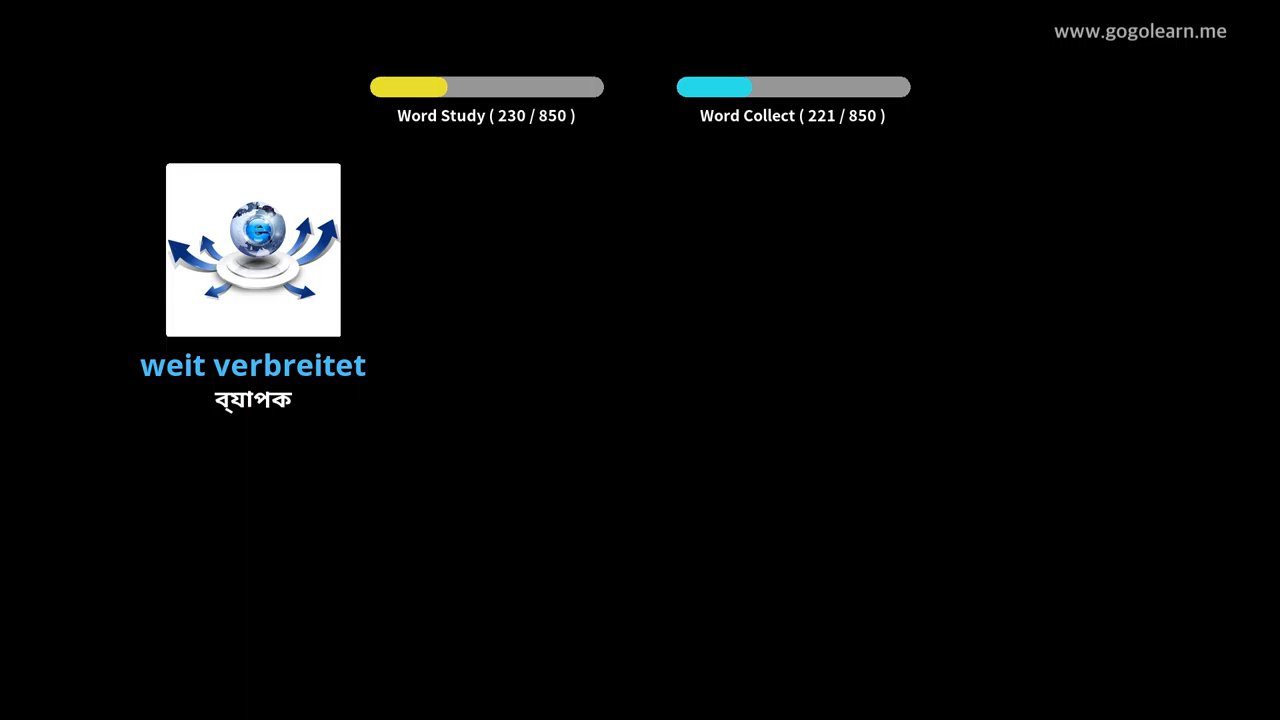 www.gogolearn.me
Word Study ( 230 / 850 )
Word Collect ( 221 / 850 )
e
weit verbreitet
ব্যাপক